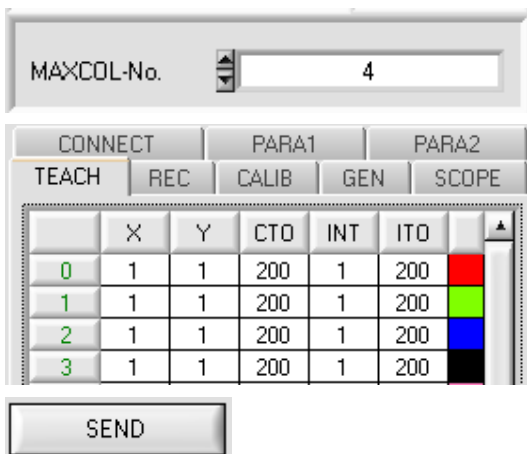 MAXCOL-No. 4
CONNECT PARA1 PARA2
TEACH REC CALIB GEN SCOPE
X Y CTO INT ITO
0 1 1 200 1 200
1 1 1 200 1 200
2 1 1 200 1 200
3 1 1 200 1 200
SEND